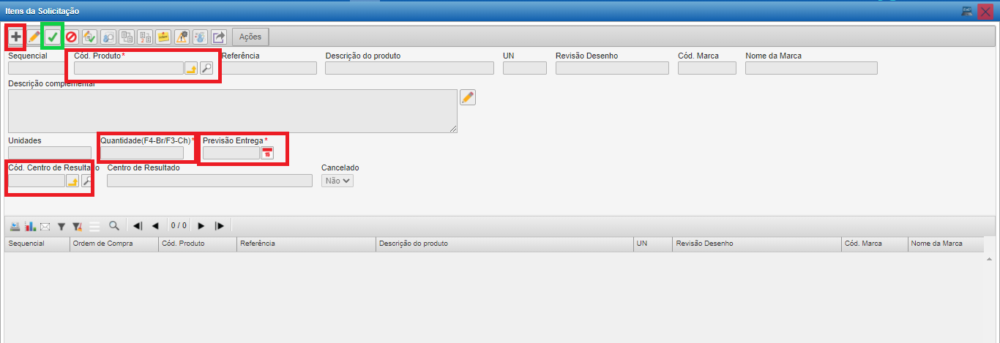 Itens da Solicitação
Ações
Sequencial Cód. Produto* Referência Descrição do produto UN Revisão Desenho Cód. Marca Nome da Marca
Descrição complementar
Unidades Quantidade(F4-Br/F3-Ch)* Previsão Entrega*
15
Cód. Centro de Resultado Centro de Resultado Cancelado
Não
0 / 0
Sequencial Ordem de Compra Cód. Produto Referência Descrição do produto UN Revisão Desenho Cód. Marca Nome da Marca